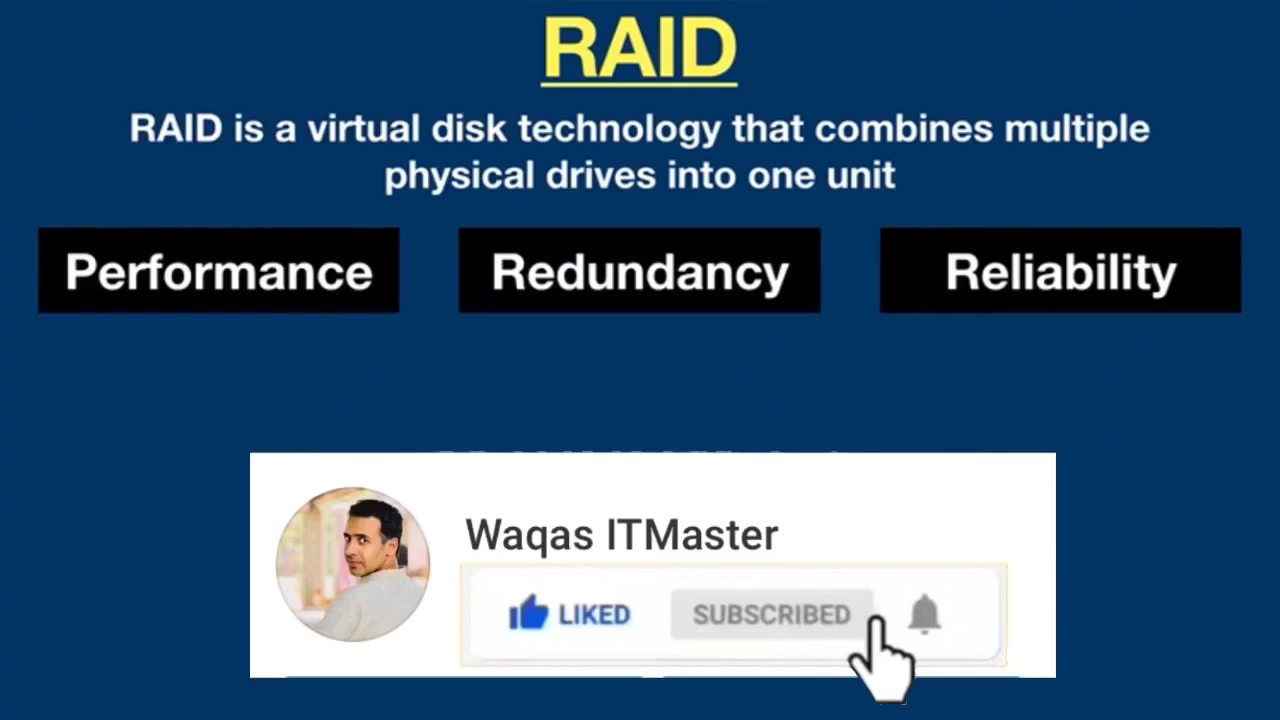 RAID
RAID is a virtual disk technology that combines multiple
physical drives into one unit
Performance
Redundancy
Reliability
Waqas ITMaster
LIKED
SUBSCRIBED